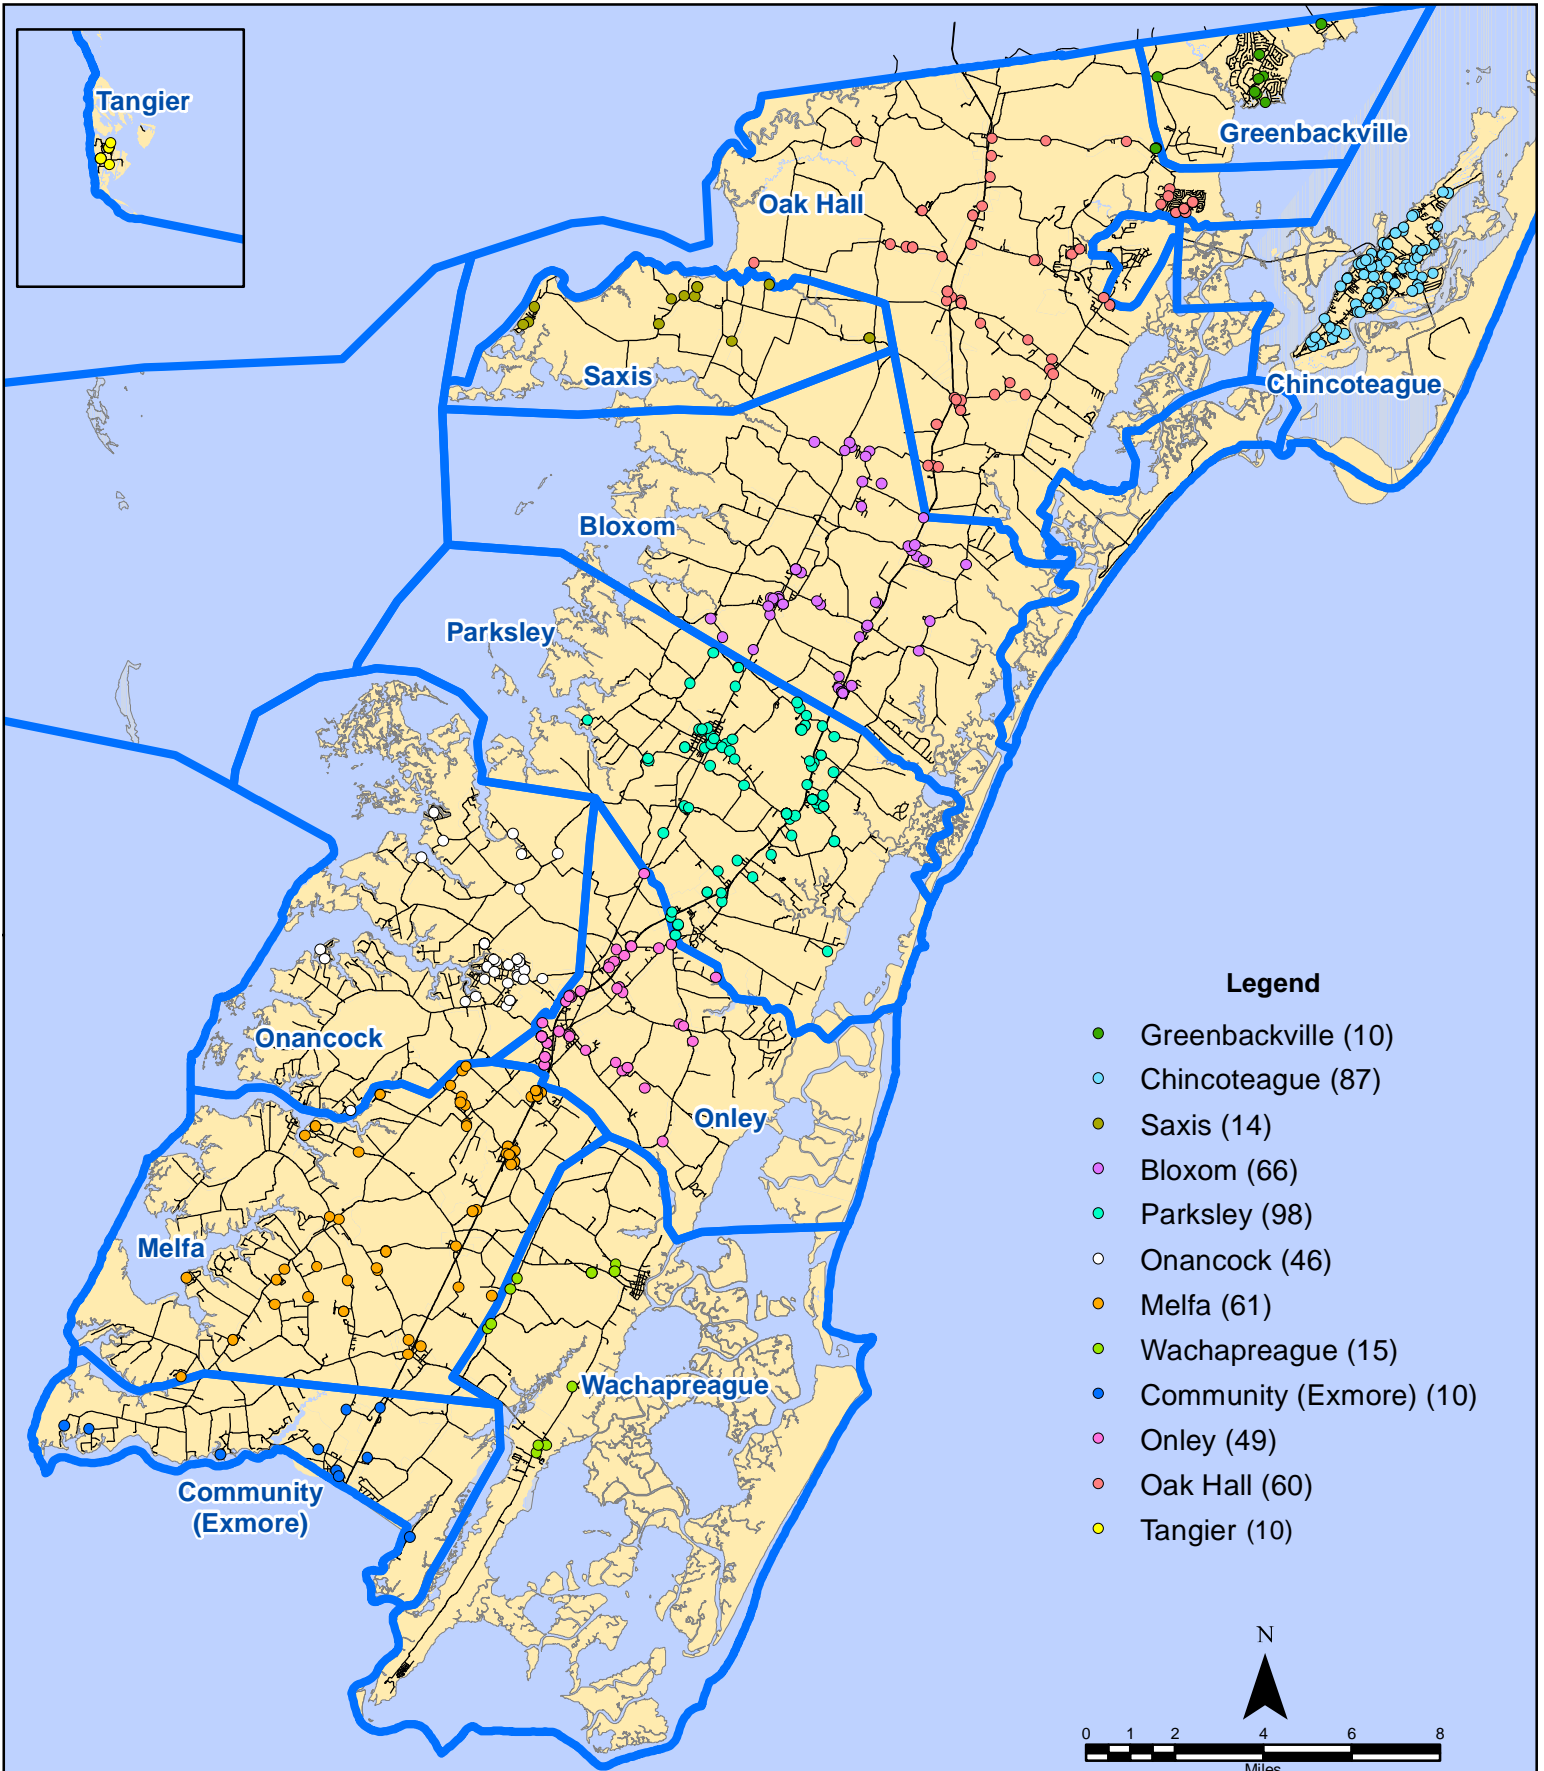 Tangier
Greenbackville
Oak Hall
Saxis
Chincoteague
Bloxom
Parksley
Onancock
Onley
Melfa
Wachapreague
Community
(Exmore)
Legend
Greenbackville (10)
Chincoteague (87)
Saxis (14)
Bloxom (66)
Parksley (98)
Onancock (46)
Melfa (61)
Wachapreague (15)
Community (Exmore) (10)
Onley (49)
Oak Hall (60)
Tangier (10)
N
0 1 2 4 6 8
Miles